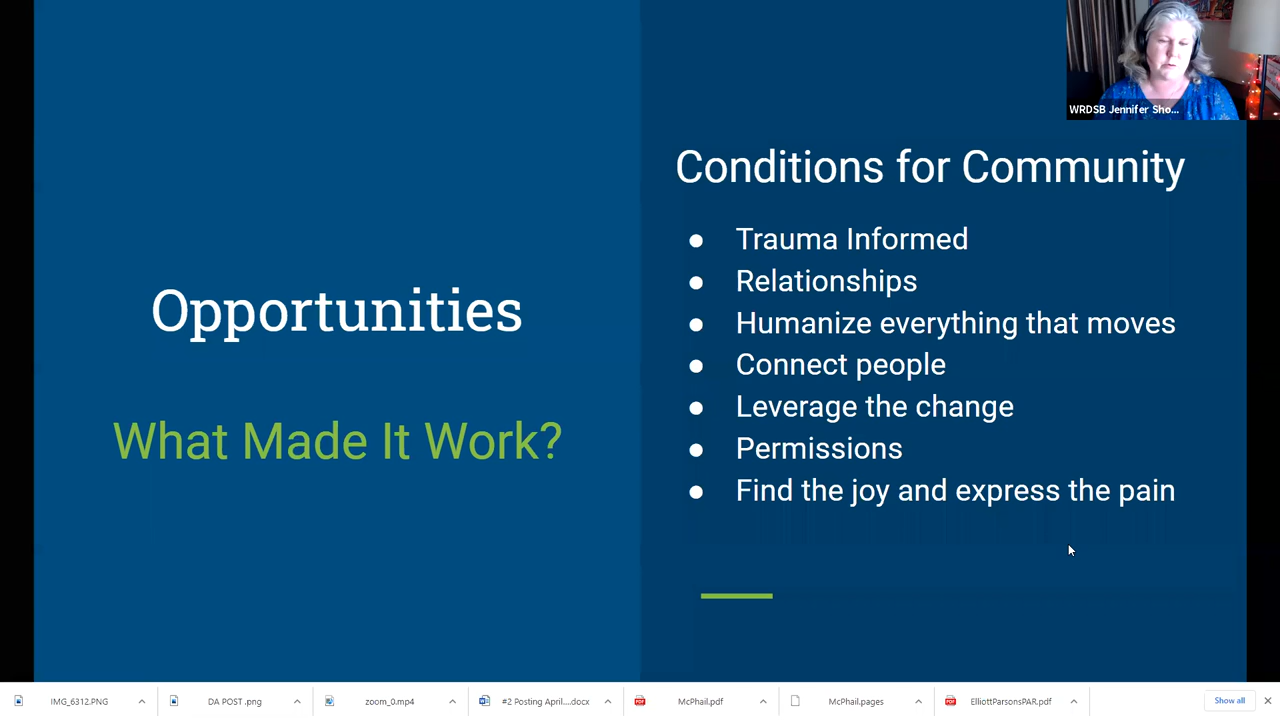 WRDSB Jennifer Sho...
Opportunities
What Made It Work?
Conditions for Community
● Trauma Informed
● Relationships
● Humanize everything that moves
● Connect people
● Leverage the change
● Permissions
● Find the joy and express the pain
IMG_6312.PNG
DA POST .png
zoom_0.mp4
#2 Posting April....docx
McPhail.pdf
McPhail.pages
ElliottParsonsPAR.pdf
Show all